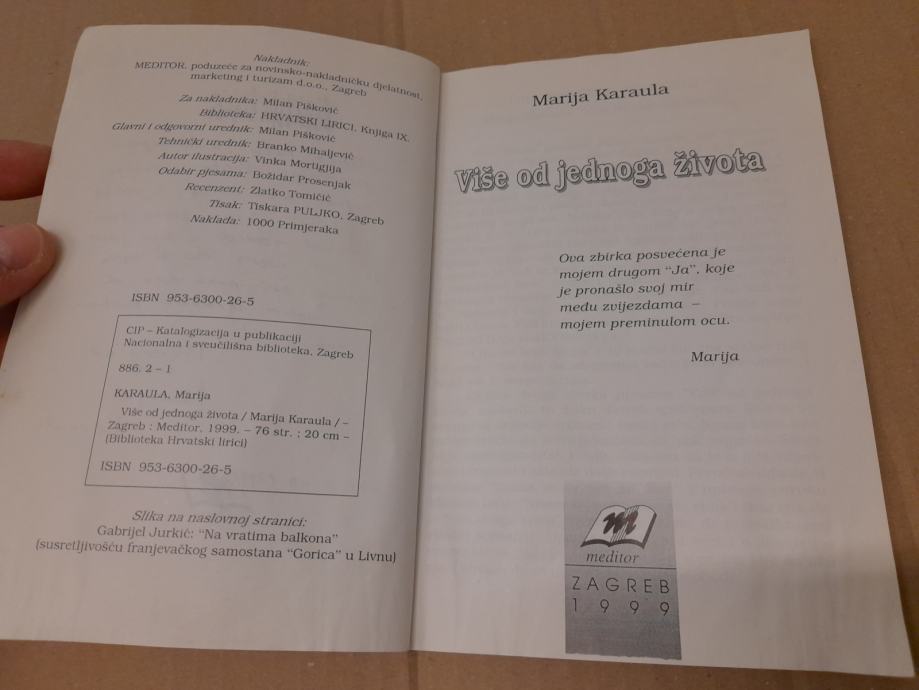 Nakladnik:
MEDITOR, poduzeće za novinsko-nakladničku djelatnost,
marketing i turizam d.o.o., Zagreb
Za nakladnika: Milan Pišković
Biblioteka: HRVATSKI LIRICI, Knjiga IX.
Glavni i odgovorni urednik: Milan Pišković
Tehnički urednik: Branko Mihaljević
Autor ilustracija: Vinka Mortigjija
Odabir pjesama: Božidar Prosenjak
Recenzent: Zlatko Tomičić
Tisak: Tiskara PULJKO, Zagreb
Naklada: 1000 Primjeraka
ISBN 953-6300-26-5
CIP – Katalogizacija u publikaciji
Nacionalna i sveučilišna biblioteka, Zagreb
886. 2 – 1
KARAULA, Marija
Više od jednoga života / Marija Karaula / –
Zagreb : Meditor, 1999. – 76 str. ; 20 cm –
(Biblioteka Hrvatski lirici)
ISBN 953-6300-26-5
Slika na naslovnoj stranici:
Gabrijel Jurkić: “Na vratima balkona”
(susretljivošću franjevačkog samostana “Gorica” u Livnu)
Marija Karaula
Više od jednoga života
Ova zbirka posvećena je
mojem drugom “Ja”, koje
je pronašlo svoj mir
među zvijezdama –
mojem preminulom ocu.
Marija
m
meditor
ZAGREB
1999